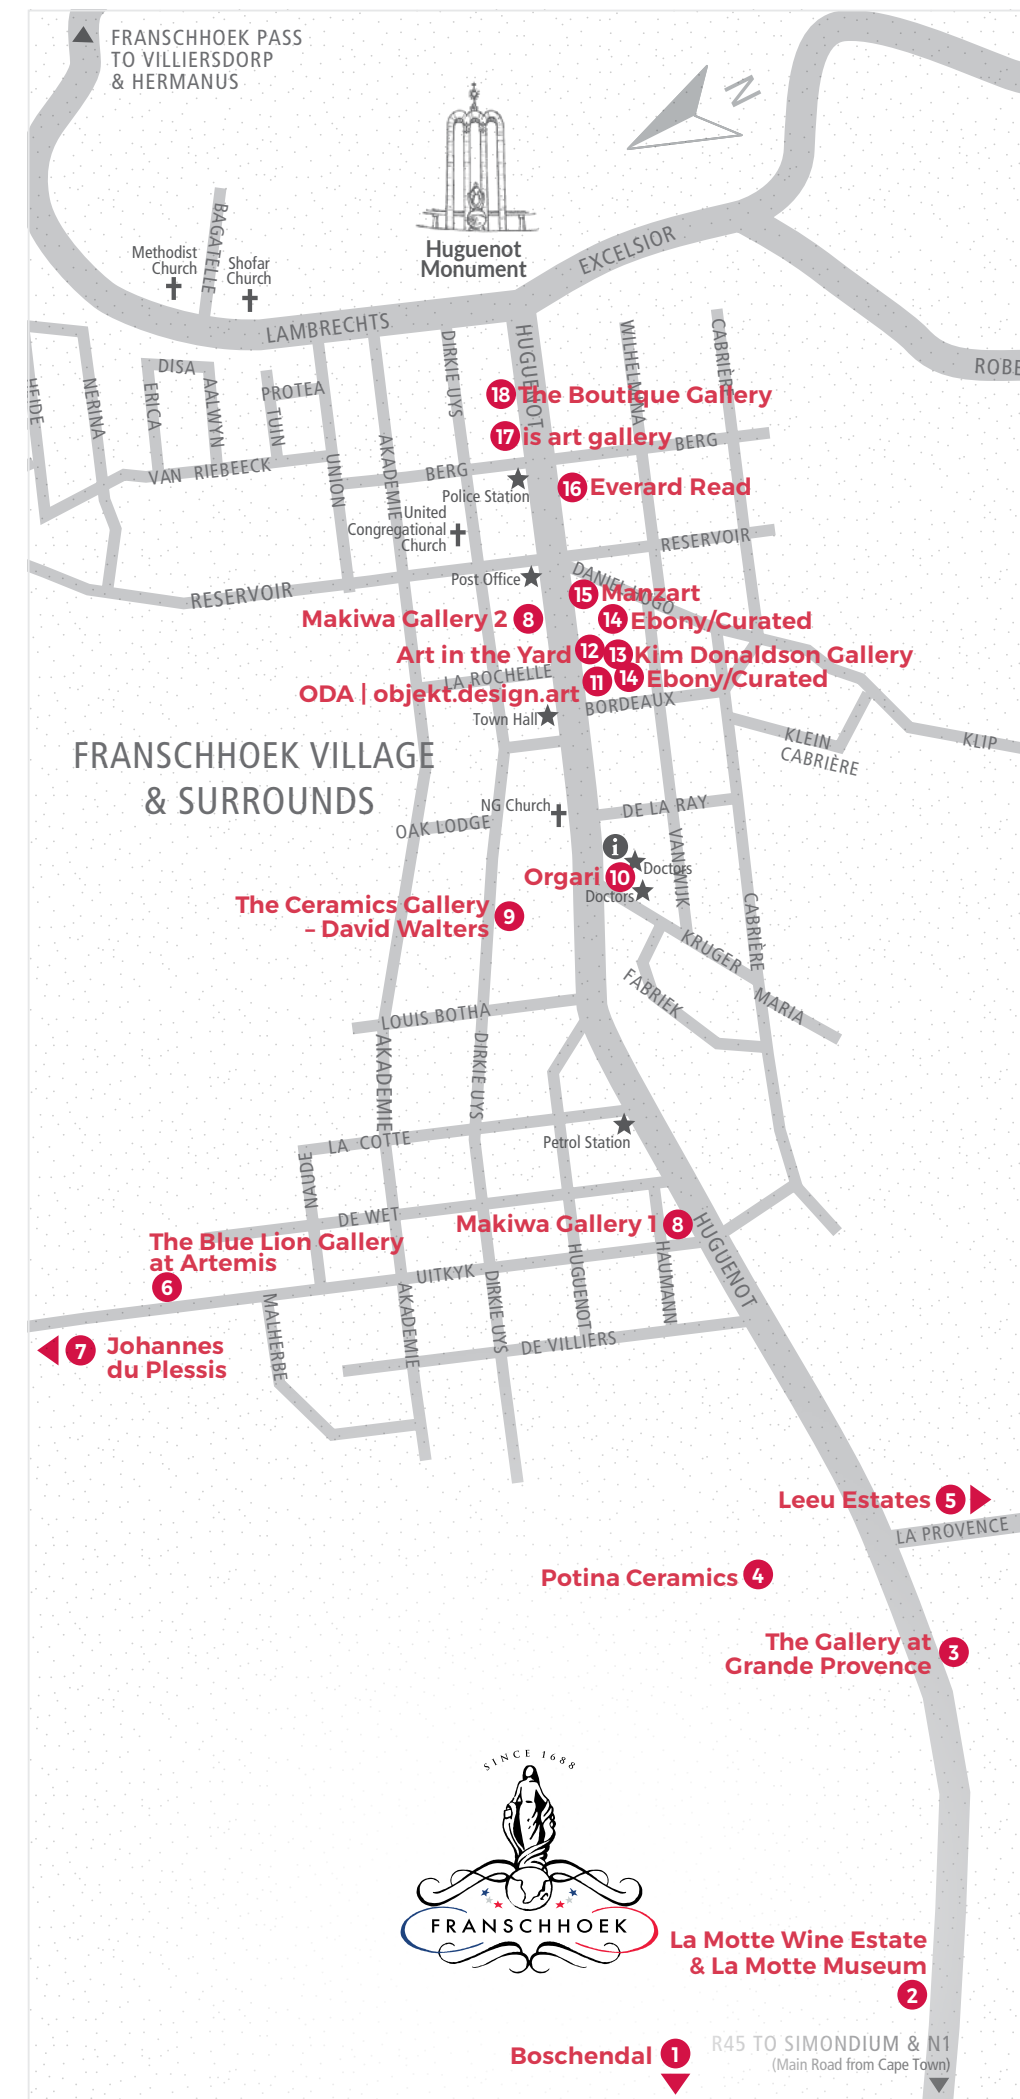 FRANSCHHOEK PASS
TO VILLIERSDORP
& HERMANUS
N
Huguenot
Monument
EXCELSIOR
BAGATELLE
Methodist
Church
Shofar
Church
LAMBRECHTS
HUGUENOT
DIRKIE UYS
WILHELMINA
CABRIÈRE
ROBE
DISA
PROTEA
HEIDE
NERINA
ERICA
AALWYN
TUIN
18 The Boutique Gallery
17 is art gallery
BERG
AKADEMIE
UNION
VAN RIEBEECK
BERG
Police Station
16 Everard Read
United
Congregational
Church
RESERVOIR
RESERVOIR
Post Office
DANIEL HUGO
15 Manzart
Makiwa Gallery 2 8
14 Ebony/Curated
Art in the Yard 12
13 Kim Donaldson Gallery
LA ROCHELLE
14 Ebony/Curated
ODA | objekt.design.art 11
BORDEAUX
Town Hall
KLEIN
CABRIÈRE
KLIP
FRANSCHHOEK VILLAGE
& SURROUNDS
NG Church
DE LA RAY
OAK LODGE
VAN WIJK
i
Doctors
Orgari 10
Doctors
The Ceramics Gallery
– David Walters 9
CABRIÈRE
KRUGER
FABRIEK
MARIA
LOUIS BOTHA
AKADEMIE
DIRKIE UYS
LA COTTE
Petrol Station
NAUDE
DE WET
Makiwa Gallery 1 8
HUGUENOT
The Blue Lion Gallery
at Artemis
6
UITKYK
HUGUENOT
HAUMANN
MALHERBE
AKADEMIE
DIRKIE UYS
DE VILLIERS
7 Johannes
du Plessis
Leeu Estates 5
LA PROVENCE
Potina Ceramics 4
The Gallery at
Grande Provence 3
SINCE 1688
FRANSCHHOEK
La Motte Wine Estate
& La Motte Museum
2
R45 TO SIMONDIUM & N1
(Main Road from Cape Town)
Boschendal 1